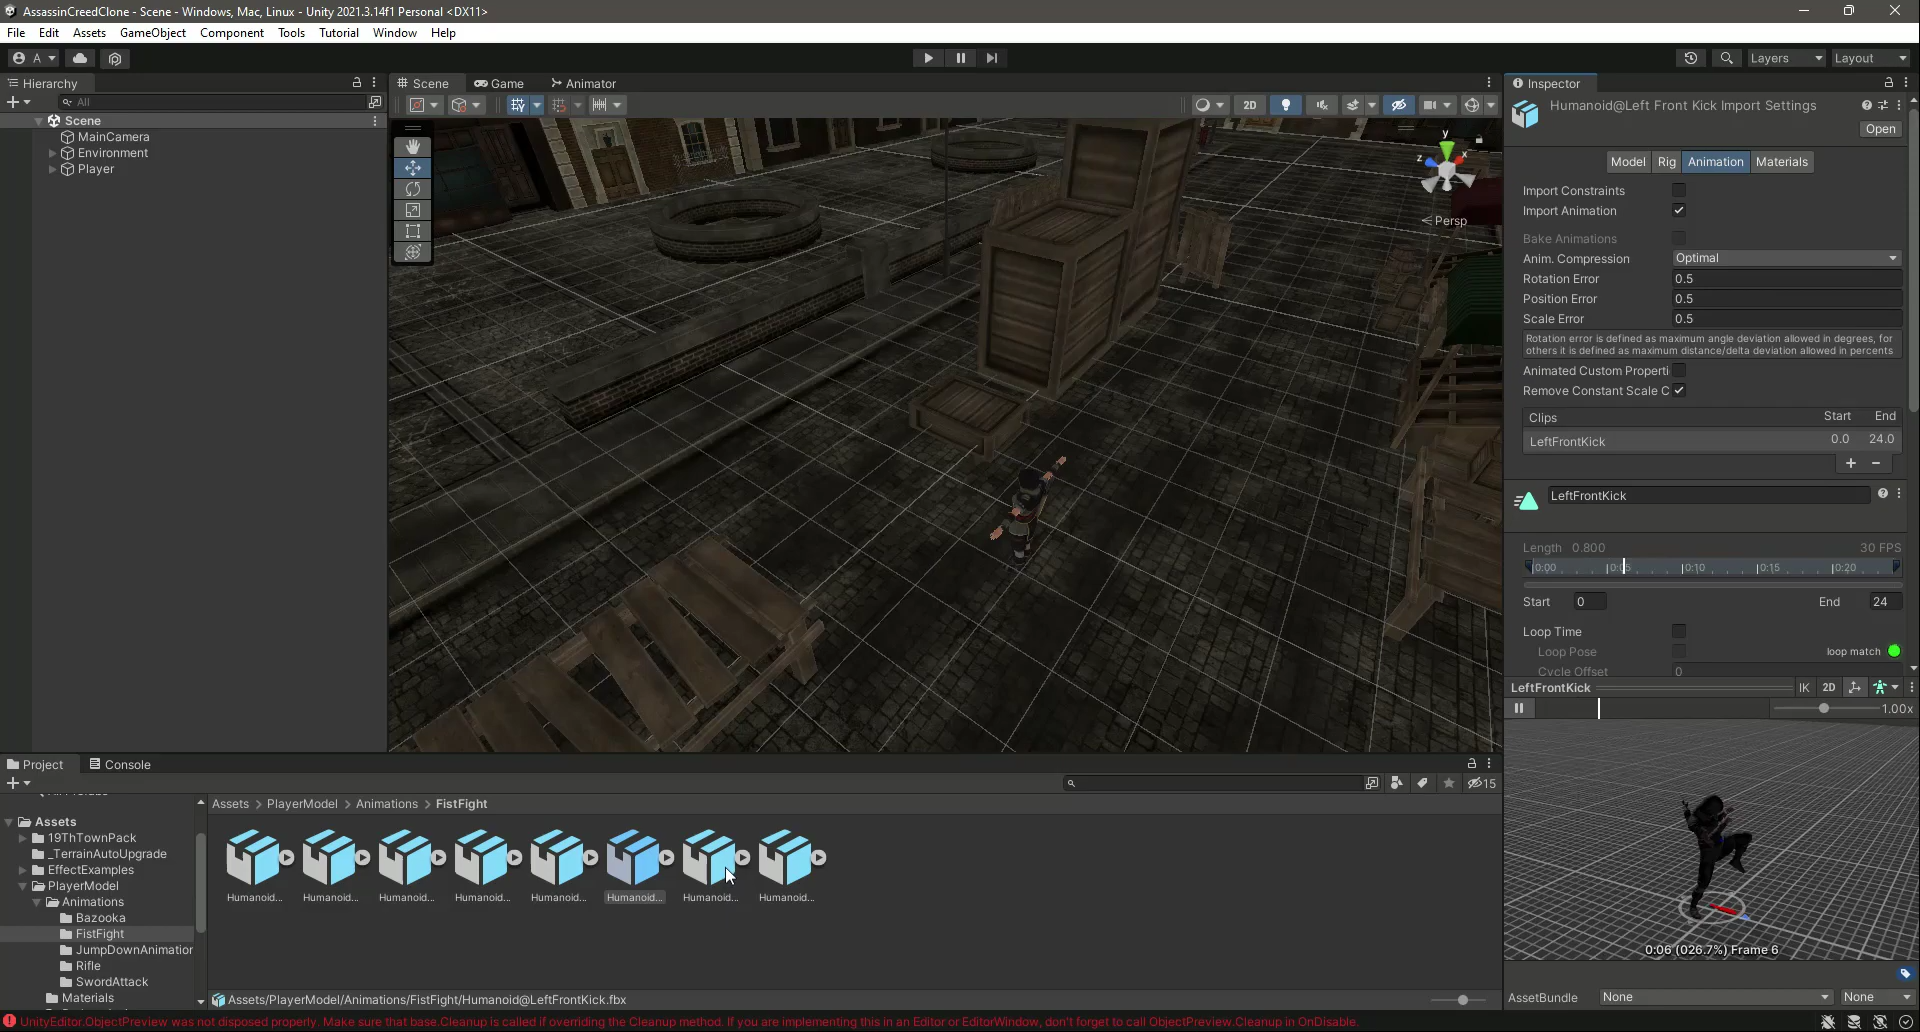 AssassinCreedClone - Scene - Windows, Mac, Linux - Unity 2021.3.14f1 Personal <DX11>
File Edit Assets GameObject Component Tools Tutorial Window Help
A Layers Layout
Hierarchy
All
Scene
MainCamera
Environment
Player
Scene Game Animator
2D
y
x
z
Persp
Inspector
Humanoid@Left Front Kick Import Settings
Open
Model Rig Animation Materials
Import Constraints
Import Animation
Bake Animations
Anim. Compression Optimal
Rotation Error 0.5
Position Error 0.5
Scale Error 0.5
Rotation error is defined as maximum angle deviation allowed in degrees, for
others it is defined as maximum distance/delta deviation allowed in percents
Animated Custom Properti
Remove Constant Scale C
Clips Start End
LeftFrontKick 0.0 24.0
LeftFrontKick
Length 0.800 30 FPS
0:00 0:05 0:10 0:15 0:20
Start 0 End 24
Loop Time
Loop Pose loop match
Cycle Offset 0
LeftFrontKick IK 2D
1.00x
0:06 (026.7%) Frame 6
AssetBundle None None
Project Console
15
Assets
19ThTownPack
_TerrainAutoUpgrade
EffectExamples
PlayerModel
Animations
Bazooka
FistFight
JumpDownAnimation
Rifle
SwordAttack
Materials
Assets > PlayerModel > Animations > FistFight
Humanoid... Humanoid... Humanoid... Humanoid... Humanoid... Humanoid... Humanoid... Humanoid...
Assets/PlayerModel/Animations/FistFight/Humanoid@LeftFrontKick.fbx
UnityEditor.ObjectPreview was not disposed properly. Make sure that base.Cleanup is called if overriding the Cleanup method. If you are implementing this in an Editor or EditorWindow, don't forget to call ObjectPreview.Cleanup in OnDisable.